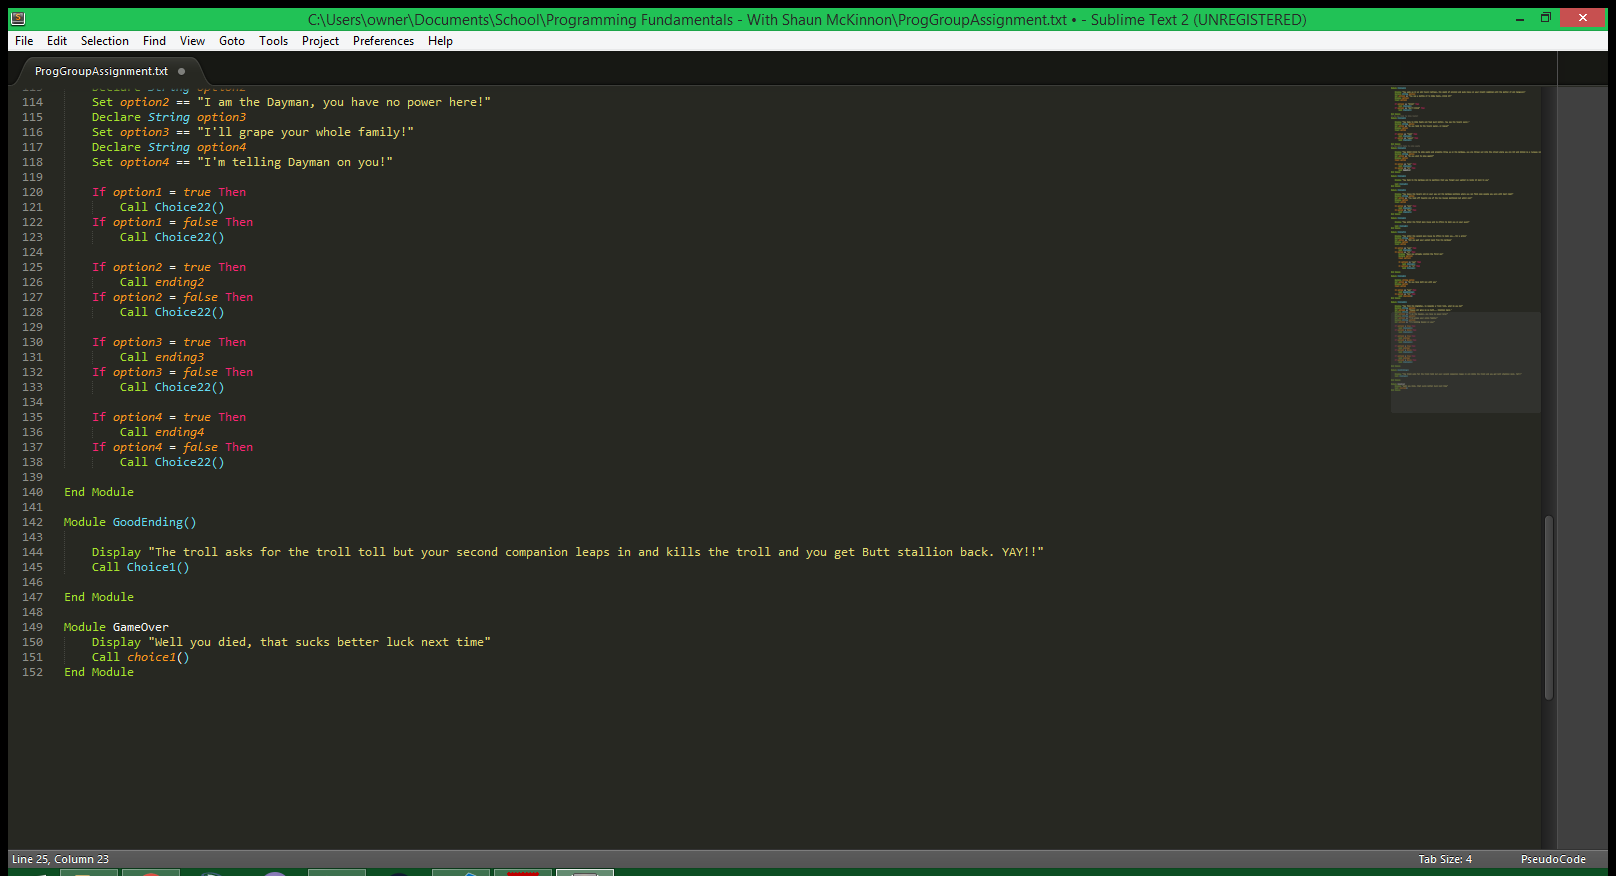 C:\Users\owner\Documents\School\Programming Fundamentals - With Shaun McKinnon\ProgGroupAssignment.txt • - Sublime Text 2 (UNREGISTERED)
File Edit Selection Find View Goto Tools Project Preferences Help
ProgGroupAssignment.txt
113 Declare String option2
114 Set option2 == "I am the Dayman, you have no power here!"
115 Declare String option3
116 Set option3 == "I'll grape your whole family!"
117 Declare String option4
118 Set option4 == "I'm telling Dayman on you!"
119
120 If option1 = true Then
121 Call Choice22()
122 If option1 = false Then
123 Call Choice22()
124
125 If option2 = true Then
126 Call ending2
127 If option2 = false Then
128 Call Choice22()
129
130 If option3 = true Then
131 Call ending3
132 If option3 = false Then
133 Call Choice22()
134
135 If option4 = true Then
136 Call ending4
137 If option4 = false Then
138 Call Choice22()
139
140 End Module
141
142 Module GoodEnding()
143
144 Display "The troll asks for the troll toll but your second companion leaps in and kills the troll and you get Butt stallion back. YAY!!"
145 Call Choice1()
146
147 End Module
148
149 Module GameOver
150 Display "Well you died, that sucks better luck next time"
151 Call choice1()
152 End Module
Line 25, Column 23
Tab Size: 4
PseudoCode